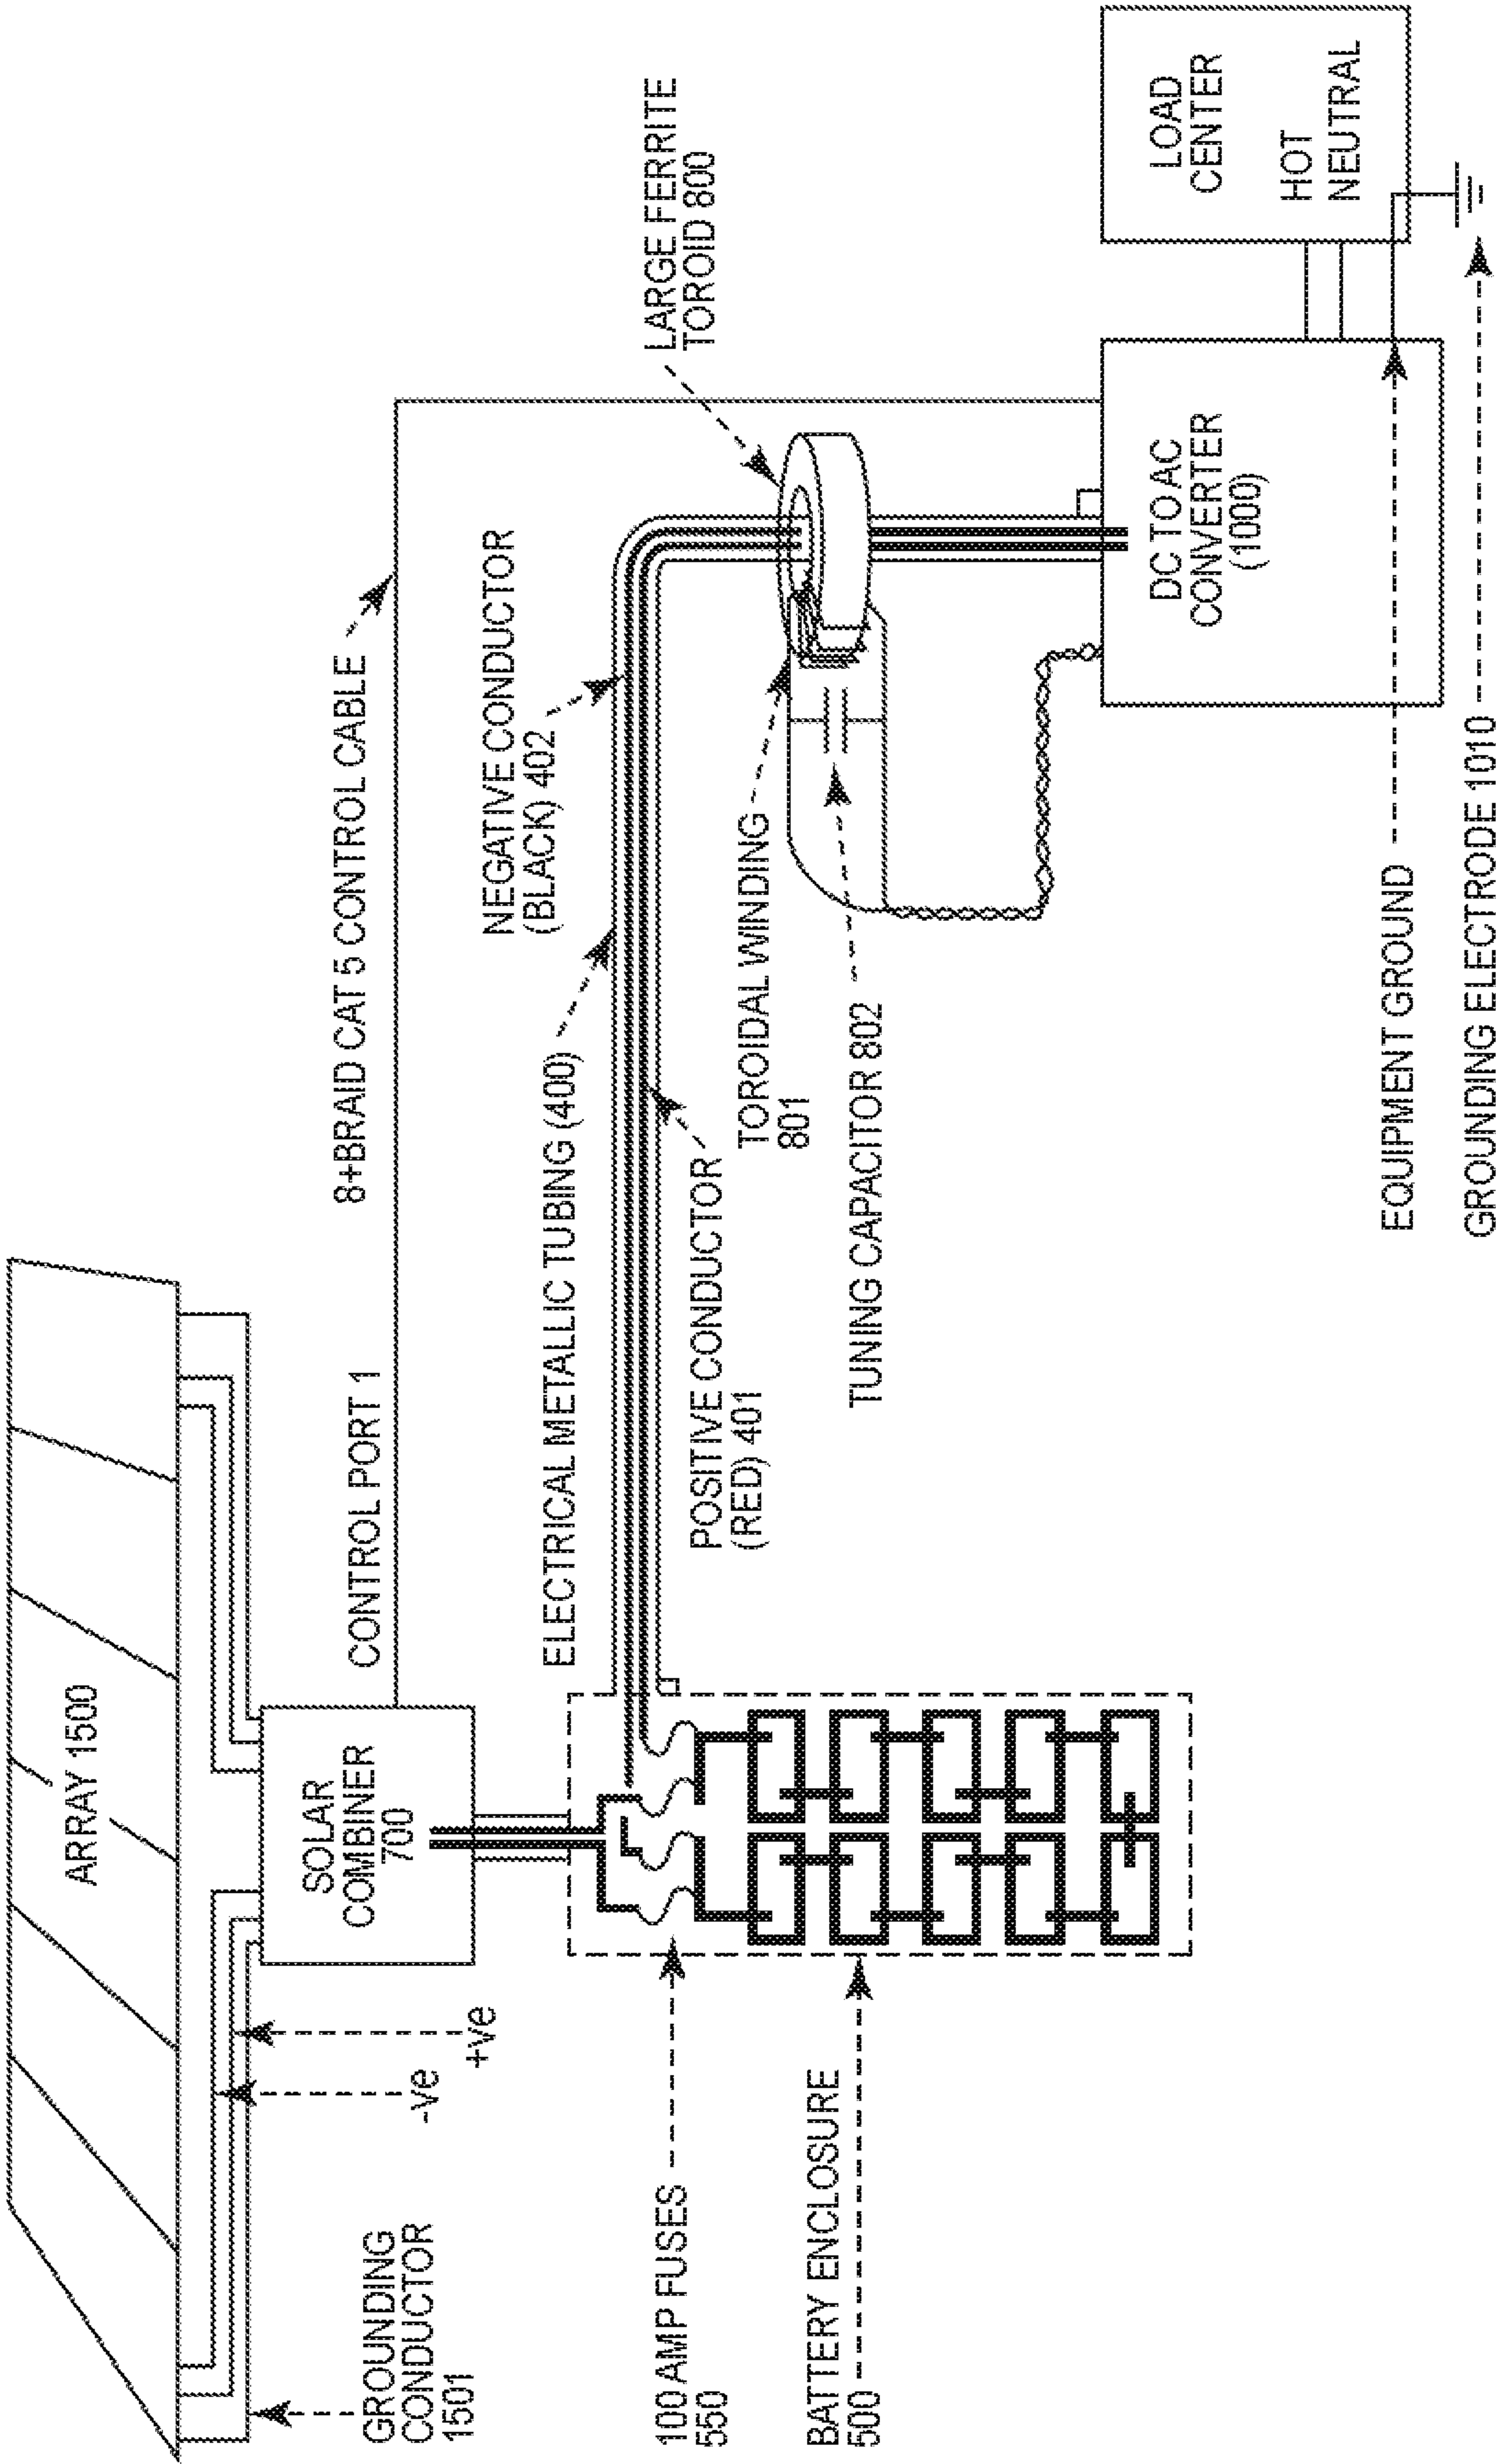 ARRAY 1500
GROUNDING
CONDUCTOR
1501
-ve
+ve
SOLAR
COMBINER
700
CONTROL PORT 1
8+BRAID CAT 5 CONTROL CABLE
100 AMP FUSES
550
BATTERY ENCLOSURE
500
ELECTRICAL METALLIC TUBING (400)
NEGATIVE CONDUCTOR
(BLACK) 402
POSITIVE CONDUCTOR
(RED) 401
LARGE FERRITE
TOROID 800
TOROIDAL WINDING
801
TUNING CAPACITOR 802
DC TO AC
CONVERTER
(1000)
LOAD
CENTER
HOT
NEUTRAL
EQUIPMENT GROUND
GROUNDING ELECTRODE 1010